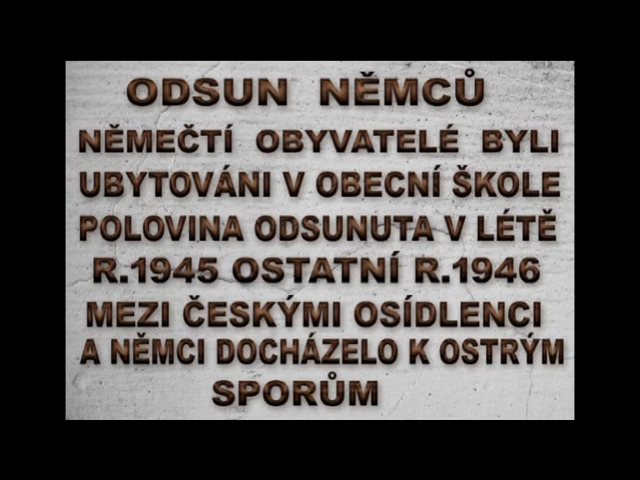 ODSUN NĚMCŮ
NĚMEČTÍ OBYVATELÉ BYLI
UBYTOVÁNI V OBECNÍ ŠKOLE
POLOVINA ODSUNUTA V LÉTĚ
R.1945 OSTATNÍ R.1946
MEZI ČESKÝMI OSÍDLENCI
A NĚMCI DOCHÁZELO K OSTRÝM
SPORŮM